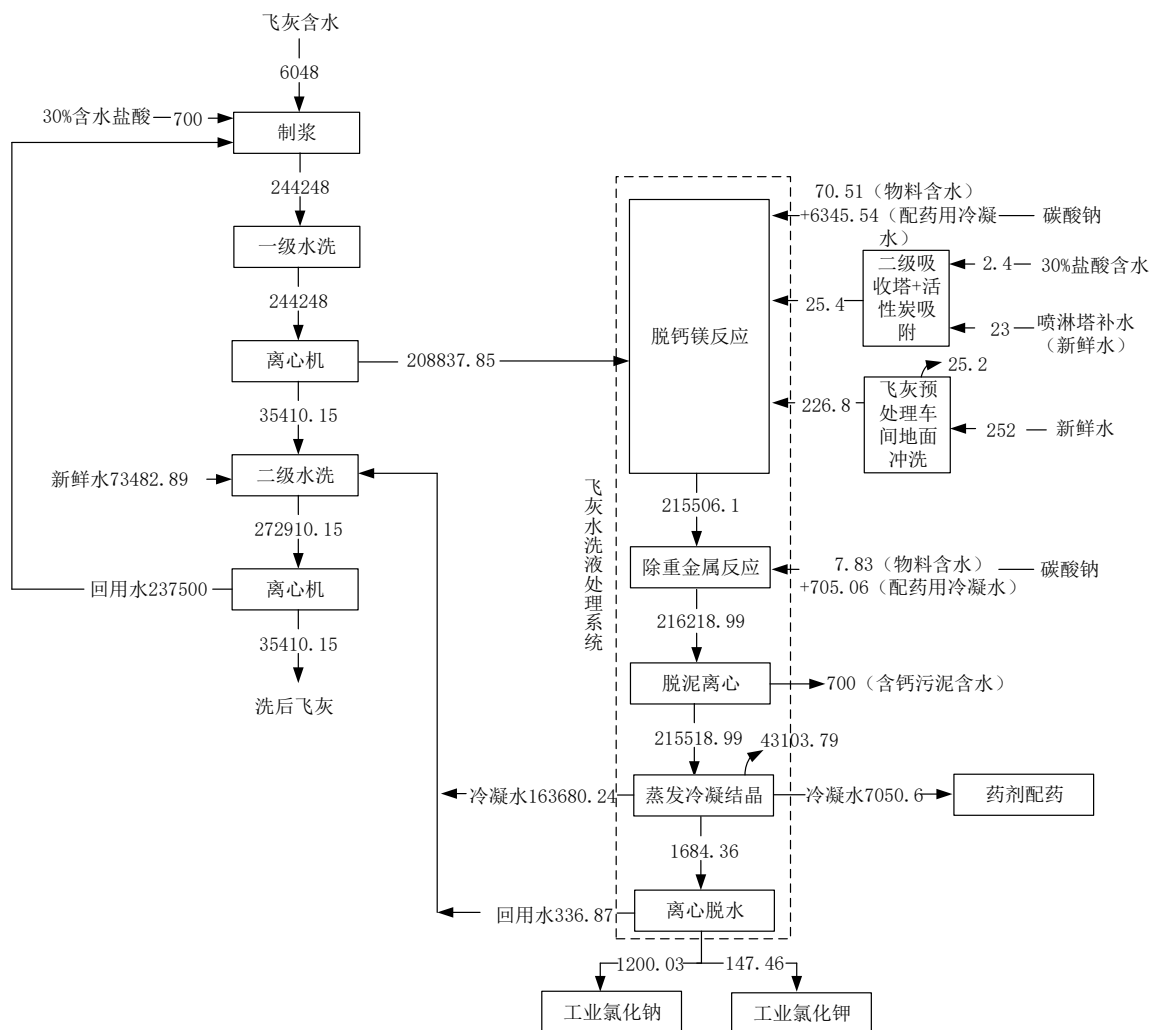 飞灰含水
6048
30%含水盐酸 700
制浆
244248
一级水洗
244248
离心机
208837.85
35410.15
新鲜水73482.89
二级水洗
272910.15
回用水237500
离心机
35410.15
洗后飞灰
飞灰水洗液处理系统
70.51（物料含水）
+6345.54（配药用冷凝
水）
碳酸钠
脱钙镁反应
二级吸
收塔+活
性炭吸
附
2.4
30%盐酸含水
25.4
23
喷淋塔补水
（新鲜水）
25.2
飞灰预
处理车
间地面
冲洗
226.8
252
新鲜水
215506.1
除重金属反应
7.83（物料含水）
+705.06（配药用冷凝水）
碳酸钠
216218.99
脱泥离心
700（含钙污泥含水）
215518.99
43103.79
冷凝水163680.24
蒸发冷凝结晶
冷凝水7050.6
药剂配药
1684.36
回用水336.87
离心脱水
1200.03
147.46
工业氯化钠
工业氯化钾